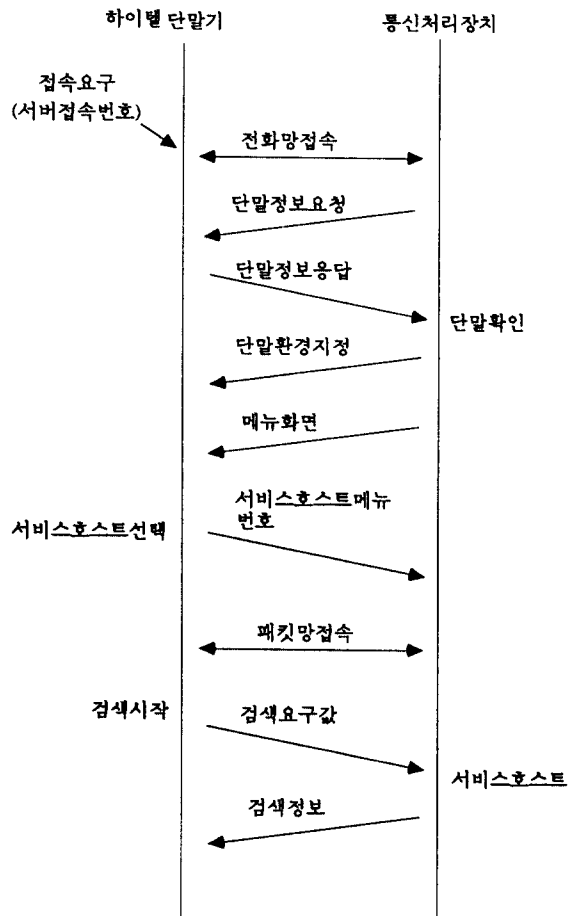 하이텔 단말기
통신처리장치
접속요구
(서버접속번호)
전화망접속
단말정보요청
단말정보응답
단말확인
단말환경지정
메뉴화면
서비스호스트메뉴
번호
서비스호스트선택
패킷망접속
검색시작
검색요구값
서비스호스트
검색정보